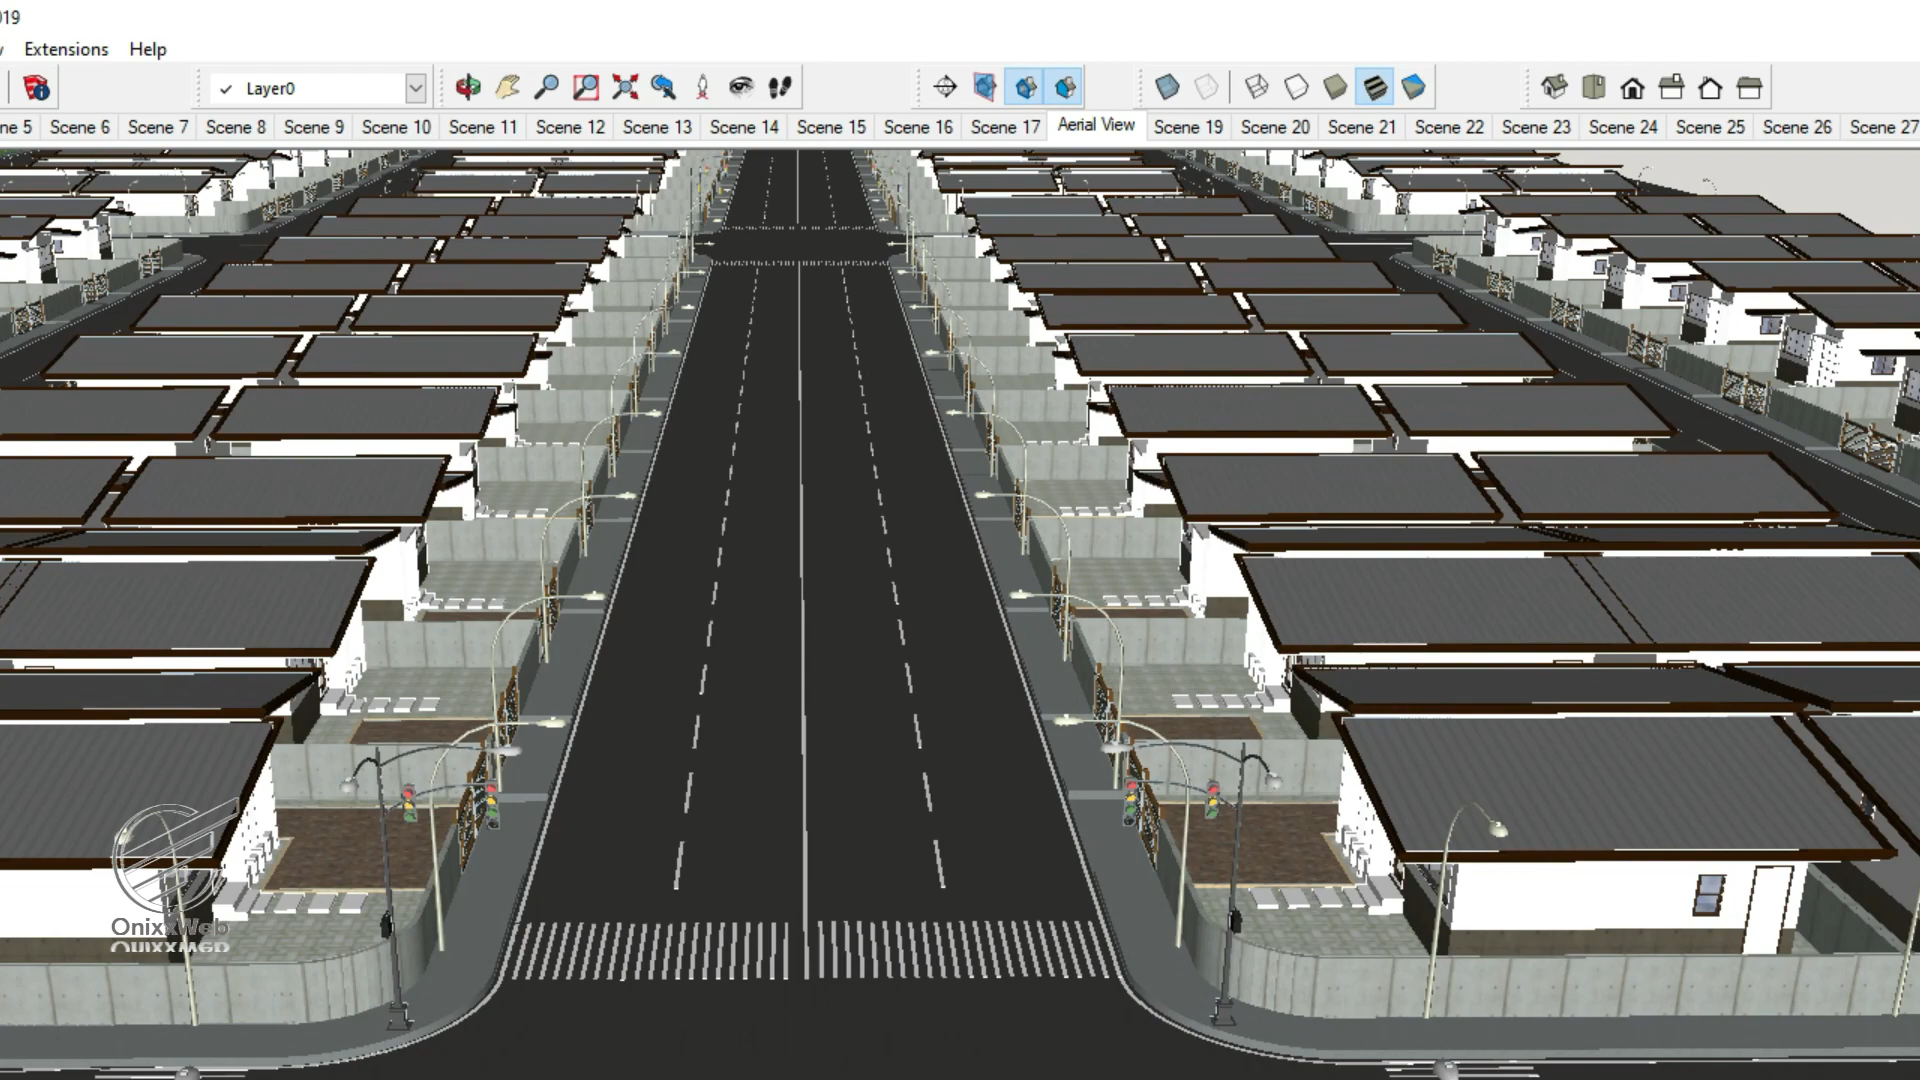 019
Extensions Help
Layer0
ne 5 Scene 6 Scene 7 Scene 8 Scene 9 Scene 10 Scene 11 Scene 12 Scene 13 Scene 14 Scene 15 Scene 16 Scene 17 Aerial View Scene 19 Scene 20 Scene 21 Scene 22 Scene 23 Scene 24 Scene 25 Scene 26 Scene 27
OnixxWeb